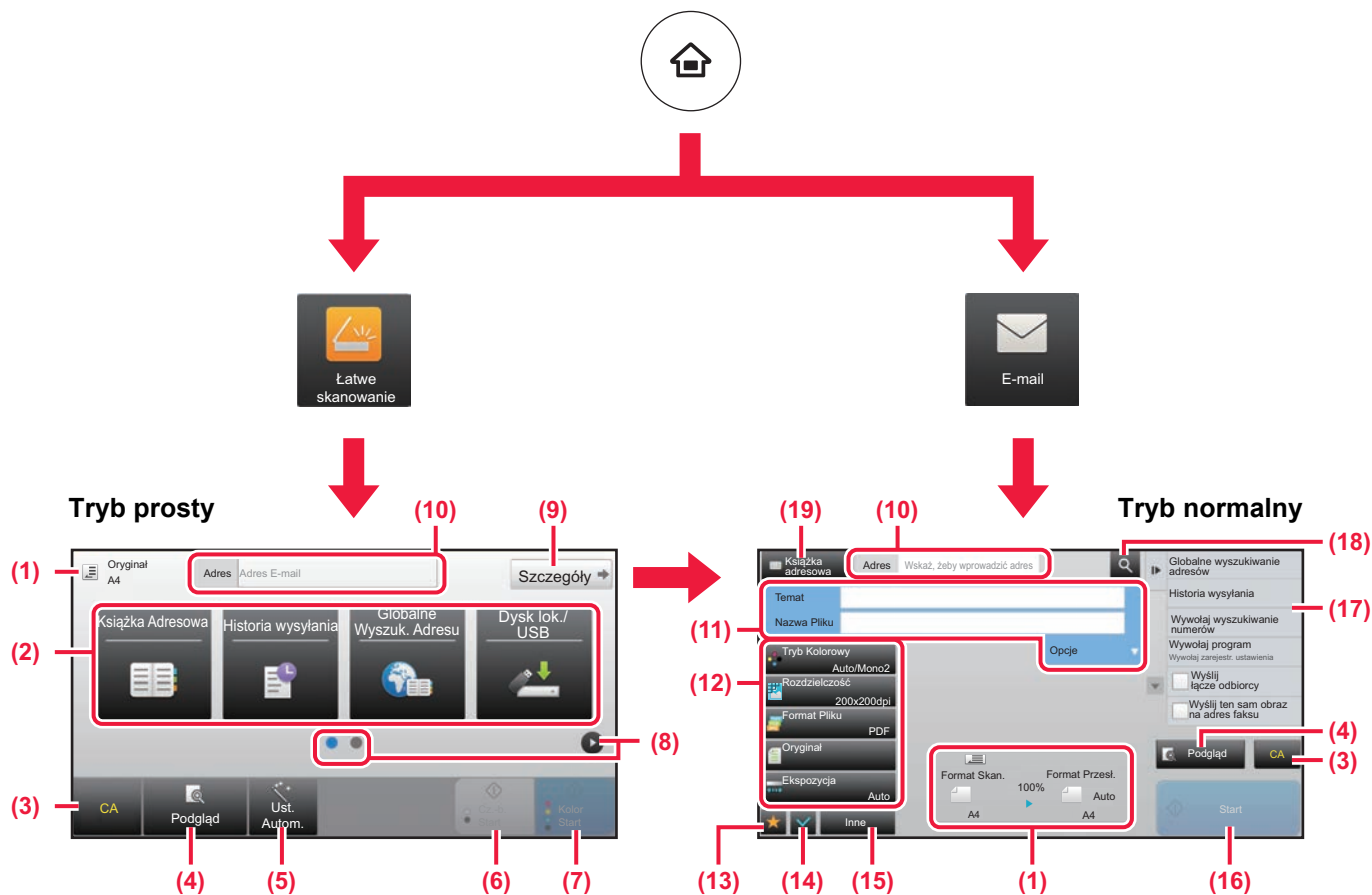 Łatwe
skanowanie
E-mail
Tryb prosty
(10)
(9)
(1)
Oryginał
A4
Adres
Adres E-mail
Szczegóły
(2)
Książka Adresowa
Historia wysyłania
Globalne
Wyszuk. Adresu
Dysk lok./
USB
(8)
(3)
CA
Podgląd
Ust.
Autom.
Kolor
Start
(4)
(5)
(6)
(7)
Tryb normalny
(19)
(10)
(18)
Książka
adresowa
Adres
Wskaż, żeby wprowadzić adres
(11)
Temat
Nazwa Pliku
Opcje
(12)
Tryb Kolorowy
Auto/Mono2
Rozdzielczość
200x200dpi
Format Pliku
PDF
Oryginał
Ekspozycja
Auto
Format Skan.
A4
100%
Format Przesł.
Auto
A4
Globalne wyszukiwanie
adresów
Historia wysyłania
(17)
Wywołaj wyszukiwanie
numerów
Wywołaj program
Wywołaj zarejestr. ustawienia
Wyślij
łącze odbiorcy
Wyślij ten sam obraz
na adres faksu
(4)
Podgląd
CA
(3)
Inne
Start
(13)
(14)
(15)
(1)
(16)